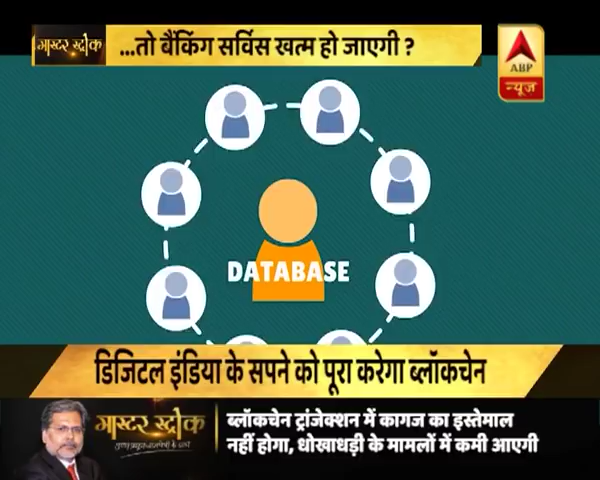 मास्टर स्ट्रोक
...तो बैंकिंग सर्विस खत्म हो जाएगी ?
ABP
न्यूज़
DATABASE
डिजिटल इंडिया के सपने को पूरा करेगा ब्लॉकचेन
मास्टर स्ट्रोक
ब्लॉकचेन ट्रांजेक्शन में कागज का इस्तेमाल
नहीं होगा, धोखाधड़ी के मामलों में कमी आएगी